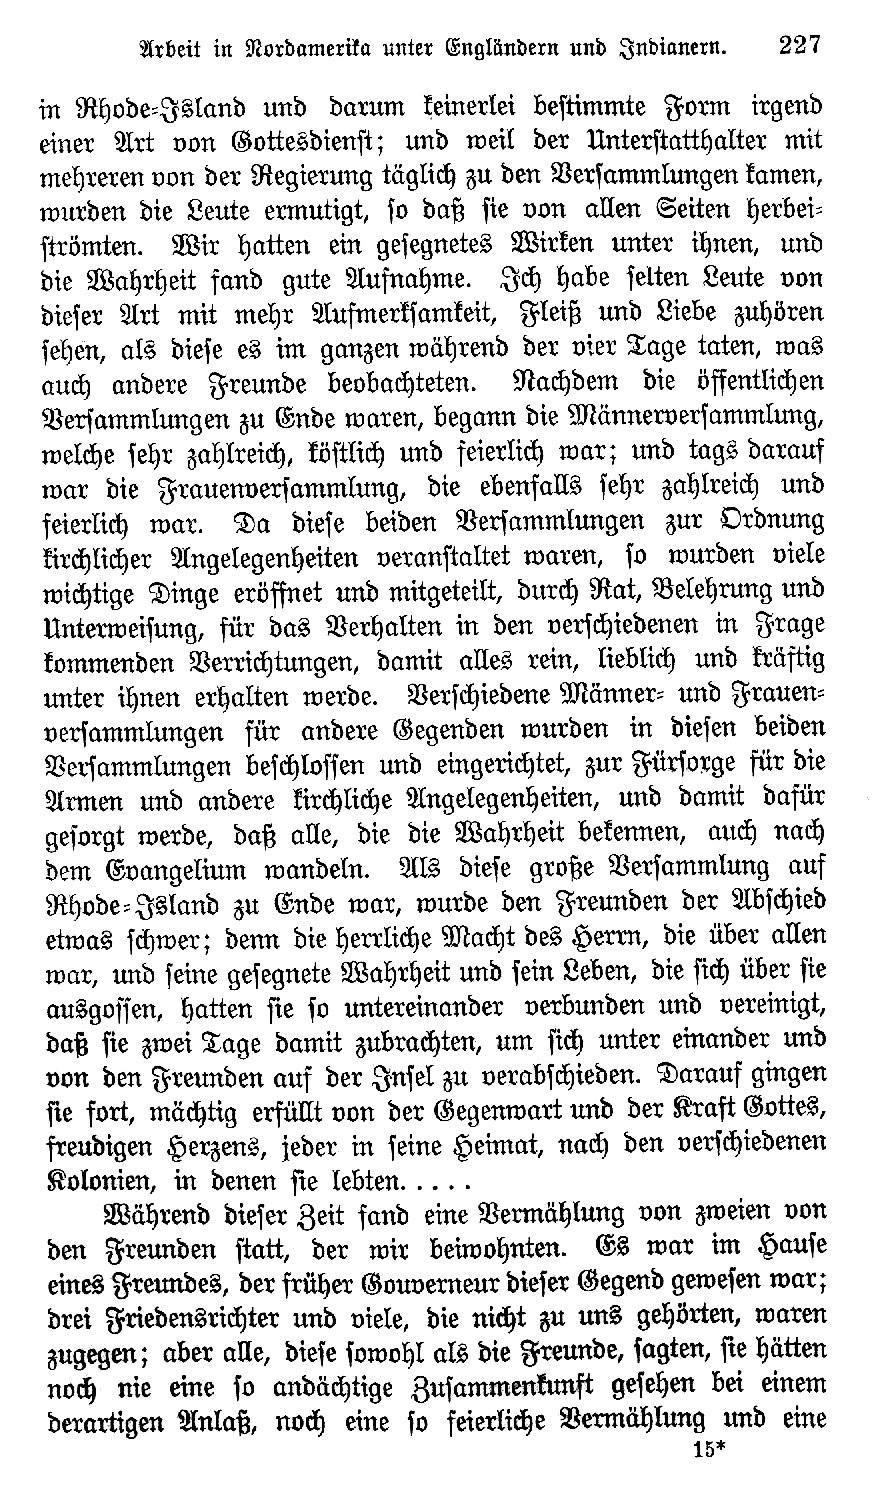 Arbeit in Nordamerika unter Engländern und Indianern. 227
in Rhode-Island und darum keinerlei bestimmte Form irgend
einer Art von Gottesdienst; und weil der Unterstatthalter mit
mehreren von der Regierung täglich zu den Versammlungen kamen,
wurden die Leute ermutigt, so daß sie von allen Seiten herbei-
strömten. Wir hatten ein gesegnetes Wirken unter ihnen, und
die Wahrheit fand gute Aufnahme. Ich habe selten Leute von
dieser Art mit mehr Aufmerksamkeit, Fleiß und Liebe zuhören
sehen, als diese es im ganzen während der vier Tage taten, was
auch andere Freunde beobachteten. Nachdem die öffentlichen
Versammlungen zu Ende waren, begann die Männerversammlung,
welche sehr zahlreich, köstlich und feierlich war; und tags darauf
war die Frauenversammlung, die ebenfalls sehr zahlreich und
feierlich war. Da diese beiden Versammlungen zur Ordnung
kirchlicher Angelegenheiten veranstaltet waren, so wurden viele
wichtige Dinge eröffnet und mitgeteilt, durch Rat, Belehrung und
Unterweisung, für das Verhalten in den verschiedenen in Frage
kommenden Verrichtungen, damit alles rein, lieblich und kräftig
unter ihnen erhalten werde. Verschiedene Männer- und Frauen-
versammlungen für andere Gegenden wurden in diesen beiden
Versammlungen beschlossen und eingerichtet, zur Fürsorge für die
Armen und andere kirchliche Angelegenheiten, und damit dafür
gesorgt werde, daß alle, die die Wahrheit bekennen, auch nach
dem Evangelium wandeln. Als diese große Versammlung auf
Rhode-Island zu Ende war, wurde den Freunden der Abschied
etwas schwer; denn die herrliche Macht des Herrn, die über allen
war, und seine gesegnete Wahrheit und sein Leben, die sich über sie
ausgossen, hatten sie so untereinander verbunden und vereinigt,
daß sie zwei Tage damit zubrachten, um sich unter einander und
von den Freunden auf der Insel zu verabschieden. Darauf gingen
sie fort, mächtig erfüllt von der Gegenwart und der Kraft Gottes,
freudigen Herzens, jeder in seine Heimat, nach den verschiedenen
Kolonien, in denen sie lebten. . . . .
Während dieser Zeit fand eine Vermählung von zweien von
den Freunden statt, der wir beiwohnten. Es war im Hause
eines Freundes, der früher Gouverneur dieser Gegend gewesen war;
drei Friedensrichter und viele, die nicht zu uns gehörten, waren
zugegen; aber alle, diese sowohl als die Freunde, sagten, sie hätten
noch nie eine so andächtige Zusammenkunft gesehen bei einem
derartigen Anlaß, noch eine so feierliche Vermählung und eine
15*